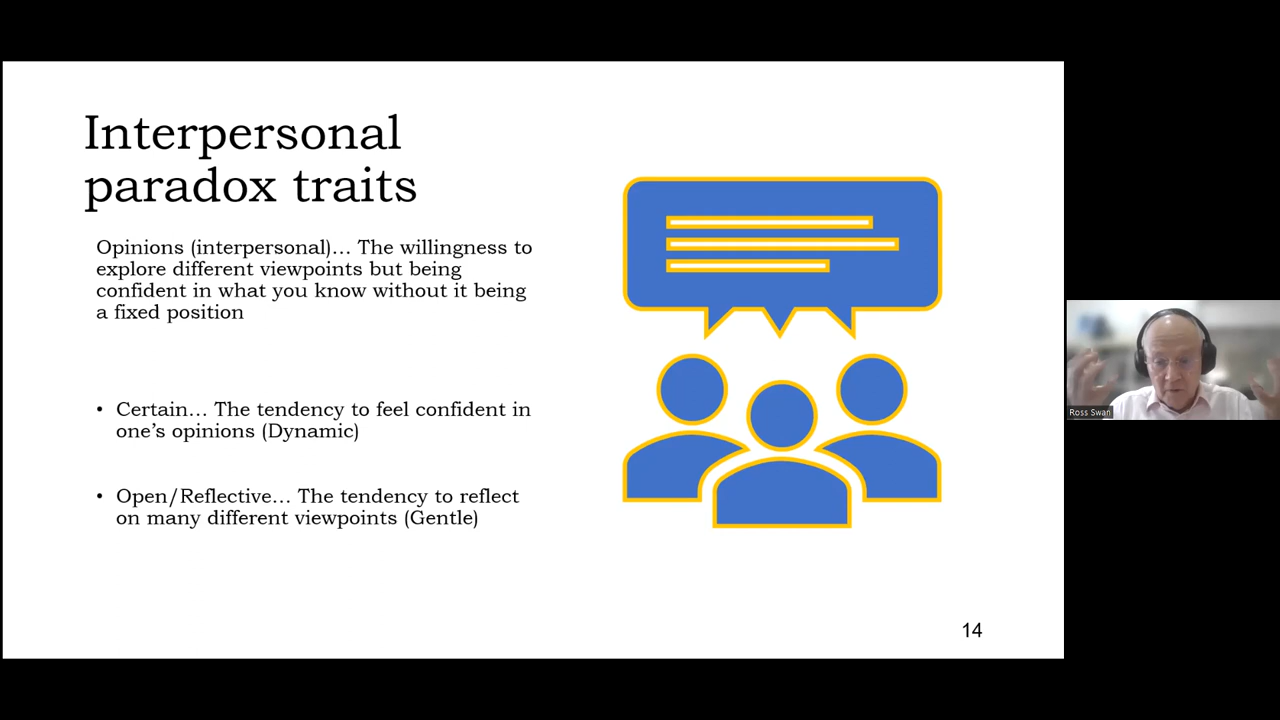 Interpersonal
paradox traits
Opinions (interpersonal)... The willingness to
explore different viewpoints but being
confident in what you know without it being
a fixed position
• Certain... The tendency to feel confident in
one's opinions (Dynamic)
• Open/Reflective... The tendency to reflect
on many different viewpoints (Gentle)
14
Ross Swan